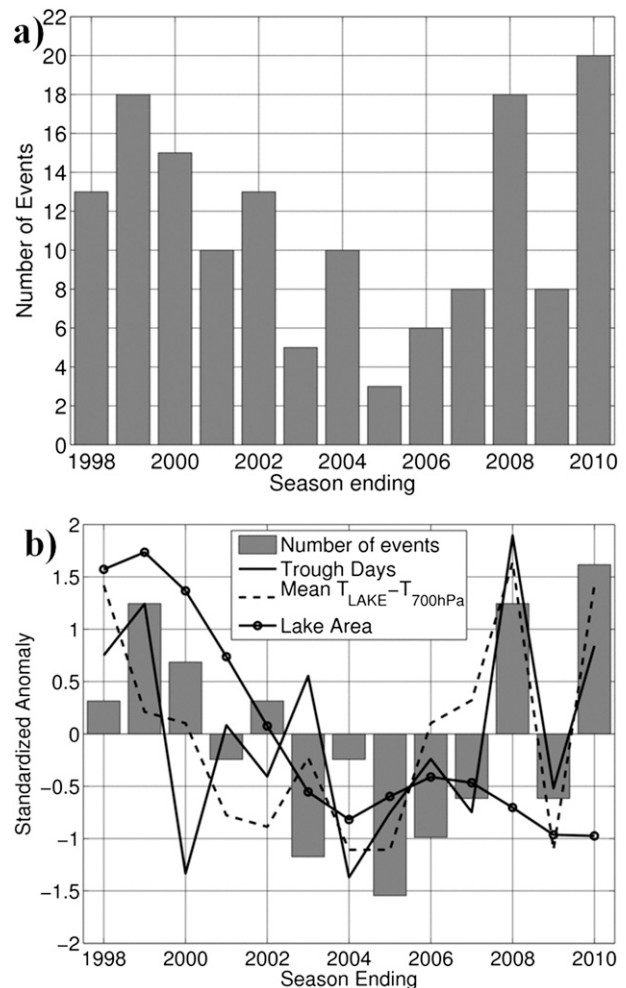 a)
22
20
18
16
14
12
10
8
6
4
2
0
Number of Events
1998 2000 2002 2004 2006 2008 2010
Season ending
b)
2
1.5
1
0.5
0
−0.5
−1
−1.5
−2
Standardized Anomaly
Number of events
Trough Days
Mean T_LAKE−T_700hPa
Lake Area
1998 2000 2002 2004 2006 2008 2010
Season Ending